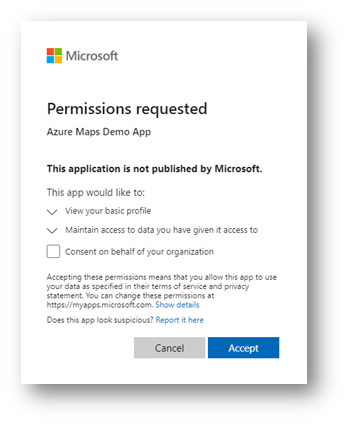 Microsoft
Permissions requested
Azure Maps Demo App
This application is not published by Microsoft.
This app would like to:
View your basic profile
Maintain access to data you have given it access to
Consent on behalf of your organization
Accepting these permissions means that you allow this app to use
your data as specified in their terms of service and privacy
statement. You can change these permissions at
https://myapps.microsoft.com. Show details
Does this app look suspicious? Report it here
Cancel Accept